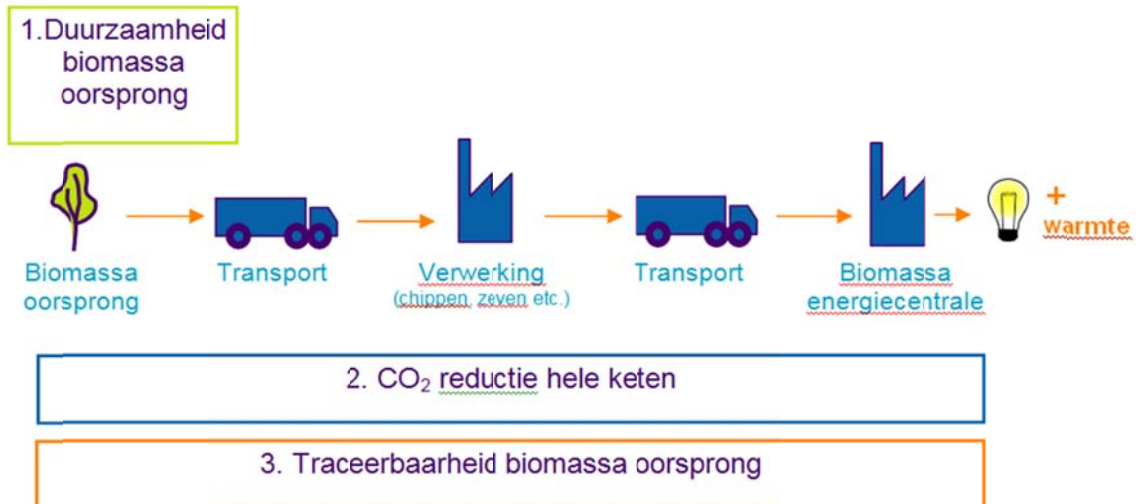 1.Duurzaamheid
biomassa
oorsprong
+
warmte
Biomassa
oorsprong
Transport
Verwerking
(chippen, zeven etc.)
Transport
Biomassa
energiecentrale
2. CO₂ reductie hele keten
3. Traceerbaarheid biomassa oorsprong